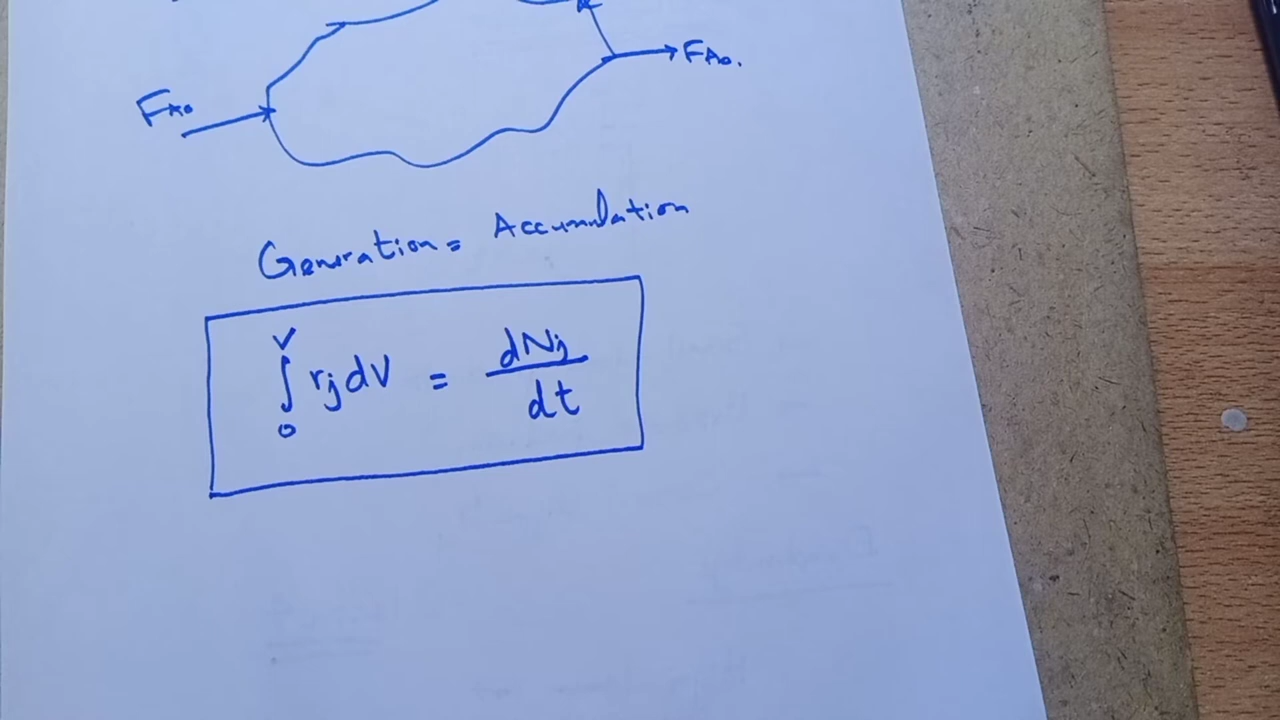 FA0
FA0.
Generation = Accumulation
∫₀ⱽ rj dV = dNj / dt